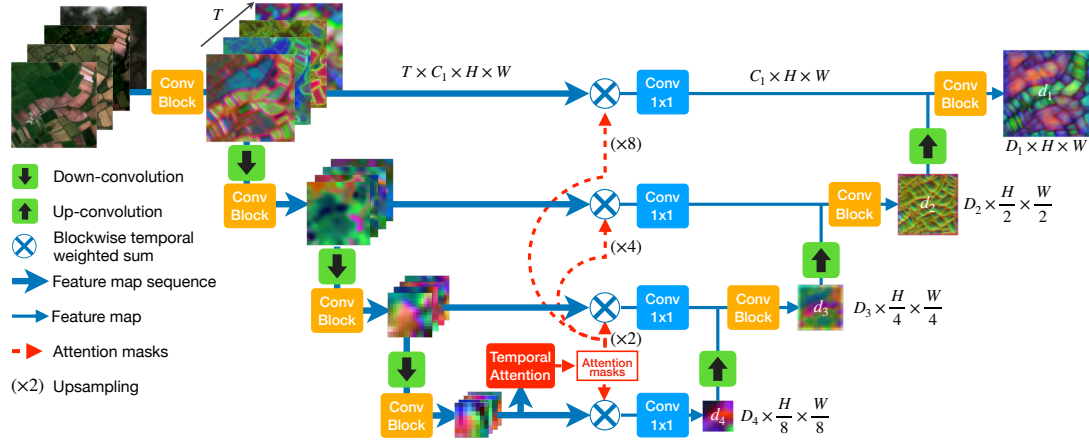 T
Conv
Block
T × C₁ × H × W
Conv
1x1
C₁ × H × W
Conv
Block
d₁
D₁ × H × W
(×8)
Down-convolution
Up-convolution
Blockwise temporal
weighted sum
Feature map sequence
Feature map
Attention masks
(×2) Upsampling
Conv
Block
Conv
1x1
Conv
Block
d₂
D₂ × H/2 × W/2
(×4)
Conv
Block
Conv
1x1
Conv
Block
d₃
D₃ × H/4 × W/4
(×2)
Temporal
Attention
Attention
masks
Conv
Block
Conv
1x1
d₄
D₄ × H/8 × W/8